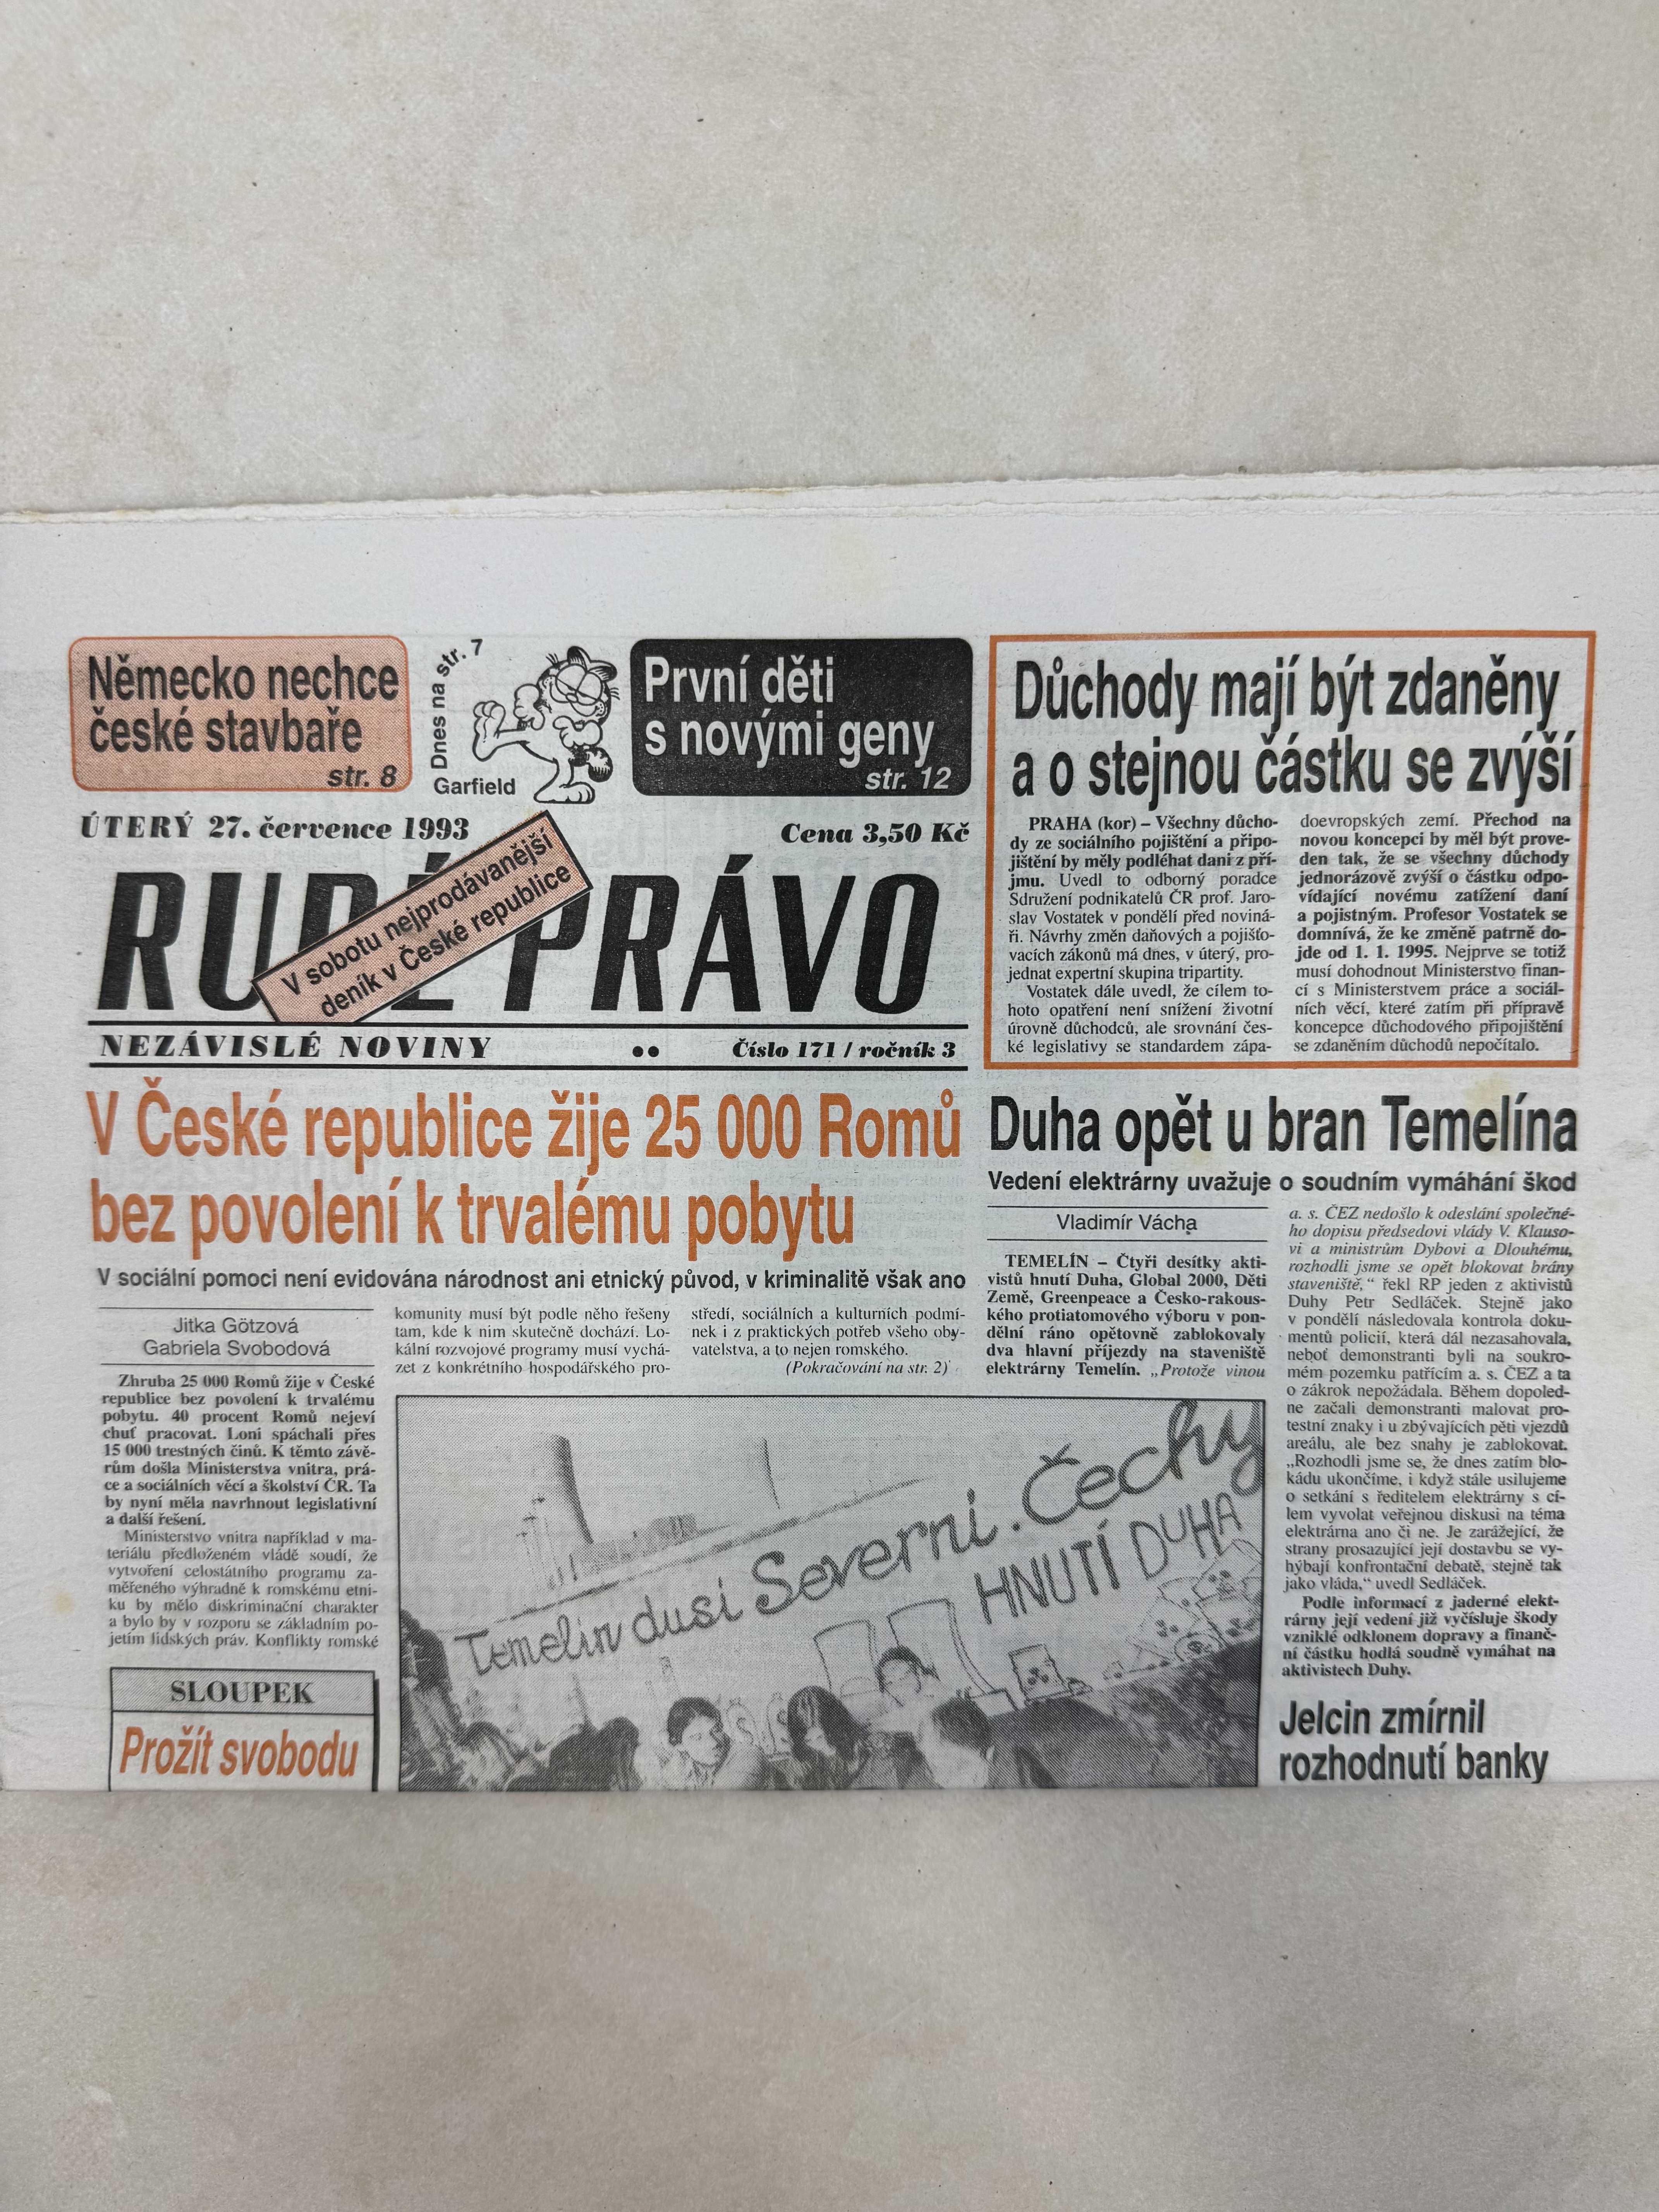 Německo nechce
české stavbaře
str. 8
Dnes na str. 7
Garfield
První děti
s novými geny
str. 12
ÚTERÝ 27. července 1993
Cena 3,50 Kč
RUDÉ PRÁVO
V sobotu nejprodávanější
deník v České republice
NEZÁVISLÉ NOVINY
Číslo 171 / ročník 3
Důchody mají být zdaněny
a o stejnou částku se zvýší
PRAHA (kor) – Všechny důcho-
dy ze sociálního pojištění a připo-
jištění by měly podléhat dani z pří-
jmu. Uvedl to odborný poradce
Sdružení podnikatelů ČR prof. Jaro-
slav Vostatek v pondělí před noviná-
ři. Návrhy změn daňových a pojišťo-
vacích zákonů má dnes, v úterý, pro-
jednat expertní skupina tripartity.
Vostatek dále uvedl, že cílem to-
hoto opatření není snížení životní
úrovně důchodců, ale srovnání čes-
ké legislativy se standardem zápa-
doevropských zemí. Přechod na
novou koncepci by měl být prove-
den tak, že se všechny důchody
jednorázově zvýší o částku odpo-
vídající novému zatížení daní
a pojistným. Profesor Vostatek se
domnívá, že ke změně patrně do-
jde od 1. 1. 1995. Nejprve se totiž
musí dohodnout Ministerstvo finan-
cí s Ministerstvem práce a sociál-
ních věcí, které zatím při přípravě
koncepce důchodového připojištění
se zdaněním důchodů nepočítalo.
V České republice žije 25 000 Romů
bez povolení k trvalému pobytu
V sociální pomoci není evidována národnost ani etnický původ, v kriminalitě však ano
Jitka Götzová
Gabriela Svobodová
Zhruba 25 000 Romů žije v České
republice bez povolení k trvalému
pobytu. 40 procent Romů nejeví
chuť pracovat. Loni spáchali přes
15 000 trestných činů. K těmto závě-
rům došla Ministerstva vnitra, prá-
ce a sociálních věcí a školství ČR. Ta
by nyní měla navrhnout legislativní
a další řešení.
Ministerstvo vnitra například v ma-
teriálu předloženém vládě soudí, že
vytvoření celostátního programu za-
měřeného výhradně k romskému etni-
ku by mělo diskriminační charakter
a bylo by v rozporu se základním po-
jetím lidských práv. Konflikty romské
komunity musí být podle něho řešeny
tam, kde k nim skutečně dochází. Lo-
kální rozvojové programy musí vychá-
zet z konkrétního hospodářského pro-
středí, sociálních a kulturních podmí-
nek i z praktických potřeb všeho oby-
vatelstva, a to nejen romského.
(Pokračování na str. 2)
Temelín dusí Severní. Čechy
HNUTÍ DUHA
SLOUPEK
Prožít svobodu
Duha opět u bran Temelína
Vedení elektrárny uvažuje o soudním vymáhání škod
Vladimír Vácha
TEMELÍN – Čtyři desítky akti-
vistů hnutí Duha, Global 2000, Děti
Země, Greenpeace a Česko-rakous-
kého protiatomového výboru v pon-
dělní ráno opětovně zablokovaly
dva hlavní příjezdy na staveniště
elektrárny Temelín. „Protože vinou
a. s. ČEZ nedošlo k odeslání společné-
ho dopisu předsedovi vlády V. Klauso-
vi a ministrům Dybovi a Dlouhému,
rozhodli jsme se opět blokovat brány
staveniště,“ řekl RP jeden z aktivistů
Duhy Petr Sedláček. Stejně jako
v pondělí následovala kontrola doku-
mentů policií, která dál nezasahovala,
neboť demonstranti byli na soukro-
mém pozemku patřícím a. s. ČEZ a ta
o zákrok nepožádala. Během dopoled-
ne začali demonstranti malovat pro-
testní znaky i u zbývajících pěti vjezdů
areálu, ale bez snahy je zablokovat.
„Rozhodli jsme se, že dnes zatím blo-
kádu ukončíme, i když stále usilujeme
o setkání s ředitelem elektrárny s cí-
lem vyvolat veřejnou diskusi na téma
elektrárna ano či ne. Je zarážející, že
strany prosazující její dostavbu se vy-
hýbají konfrontační debatě, stejně tak
jako vláda,“ uvedl Sedláček.
Podle informací z jaderné elekt-
rárny její vedení již vyčísluje škody
vzniklé odklonem dopravy a finanč-
ní částku hodlá soudně vymáhat na
aktivistech Duhy.
Jelcin zmírnil
rozhodnutí banky